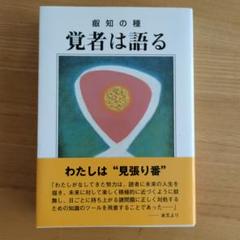 叡知の種
覚者は語る
わたしは“見張り番”
「わたしがなしてきた努力は、読者に未来の人生を
描き、未来に対して楽しく積極的に近づくように鼓
舞し、日ごとに持ち上がる諸問題に正しく対処する
ための知識のツールを用意することであった――」
――本文より